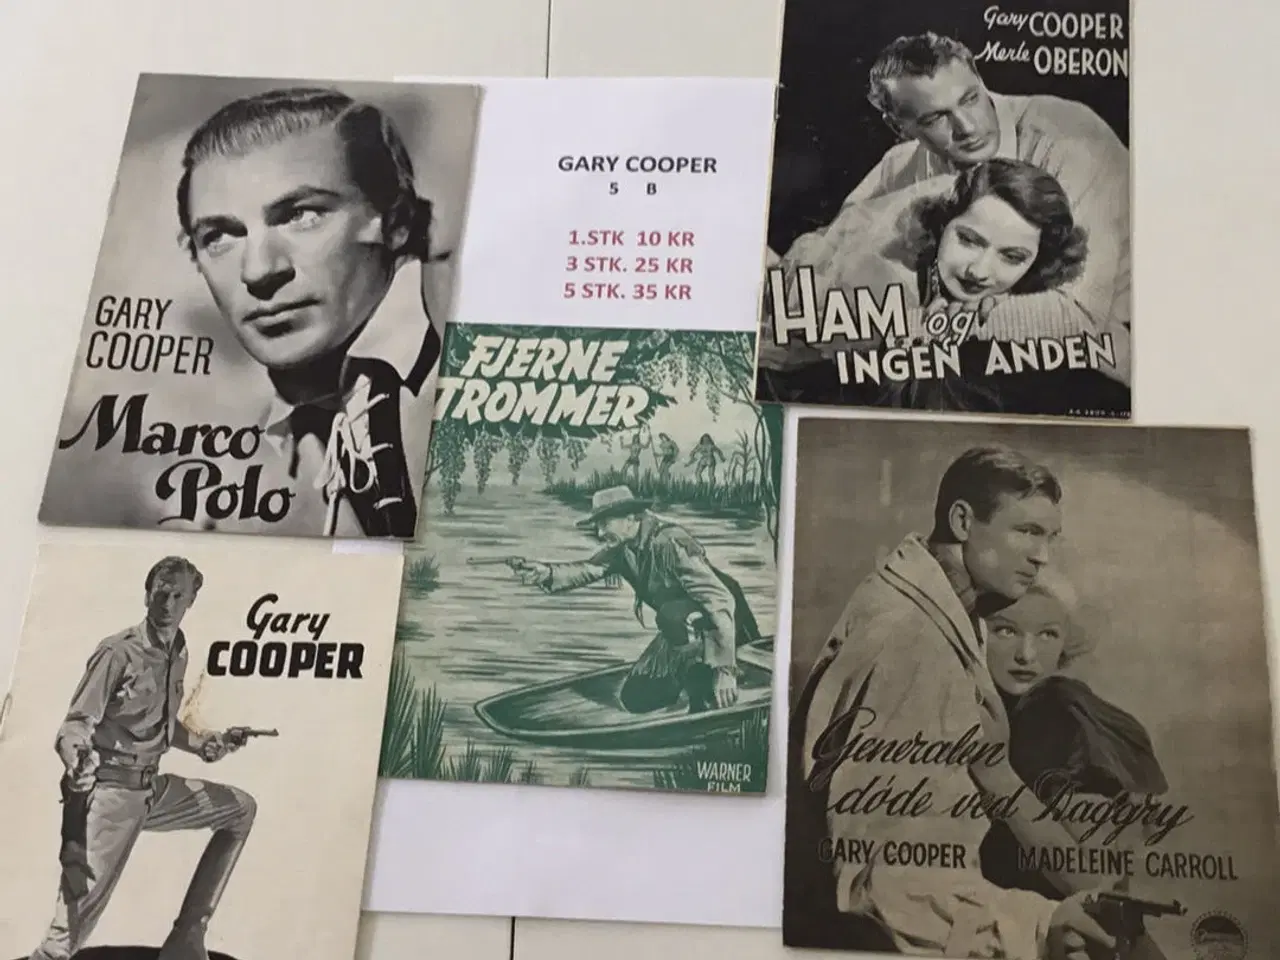 GARY
COOPER
Marco
Polo
GARY COOPER
5 B
1.STK 10 KR
3 STK. 25 KR
5 STK. 35 KR
Gary COOPER
Merle OBERON
HAM og
INGEN ANDEN
FJERNE
TROMMER
WARNER
FILM
Gary
COOPER
Generalen
døde ved Daggry
GARY COOPER MADELEINE CARROLL